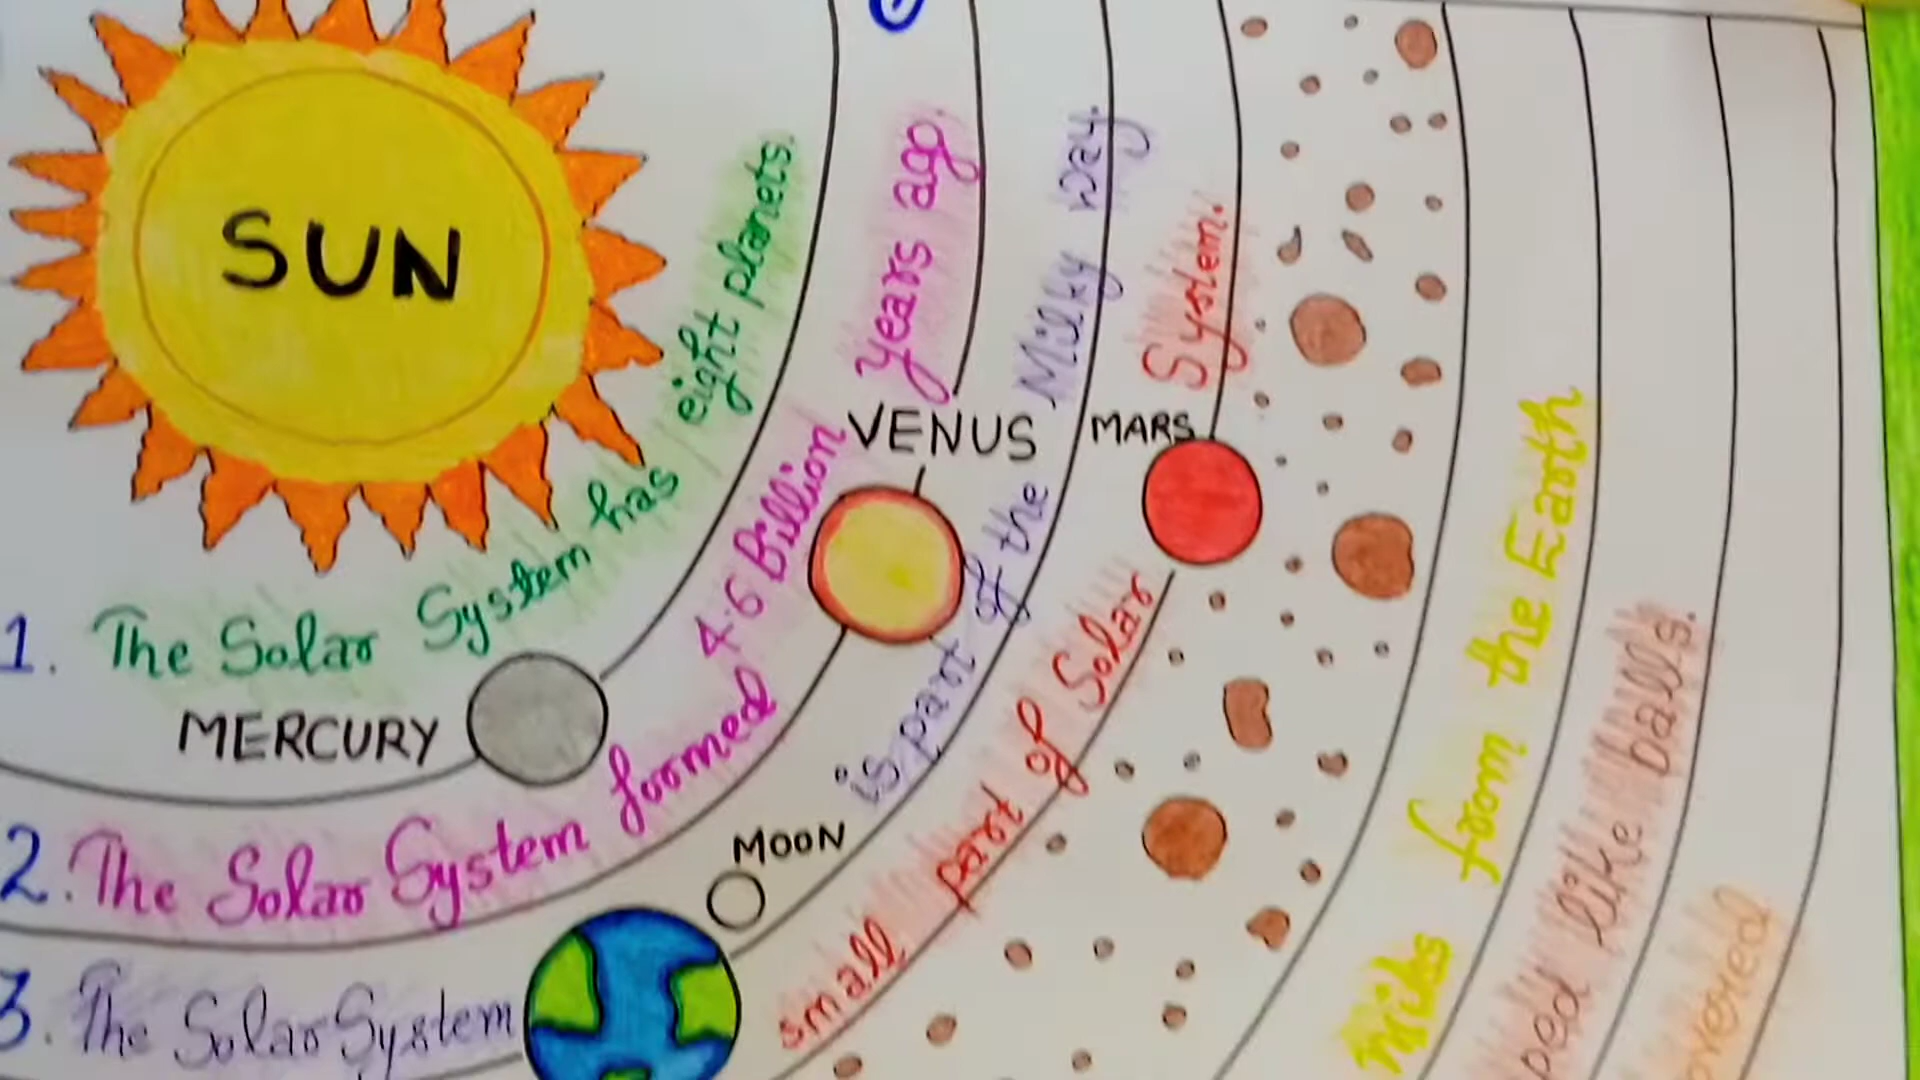 SUN
1. The Solar System has eight planets.
MERCURY
2. The Solar System formed 4.6 Billion Years ago.
VENUS
3. The Solar System is part of the Milky way.
MOON
small part of Solar System.
MARS
from the Earth
like balls.